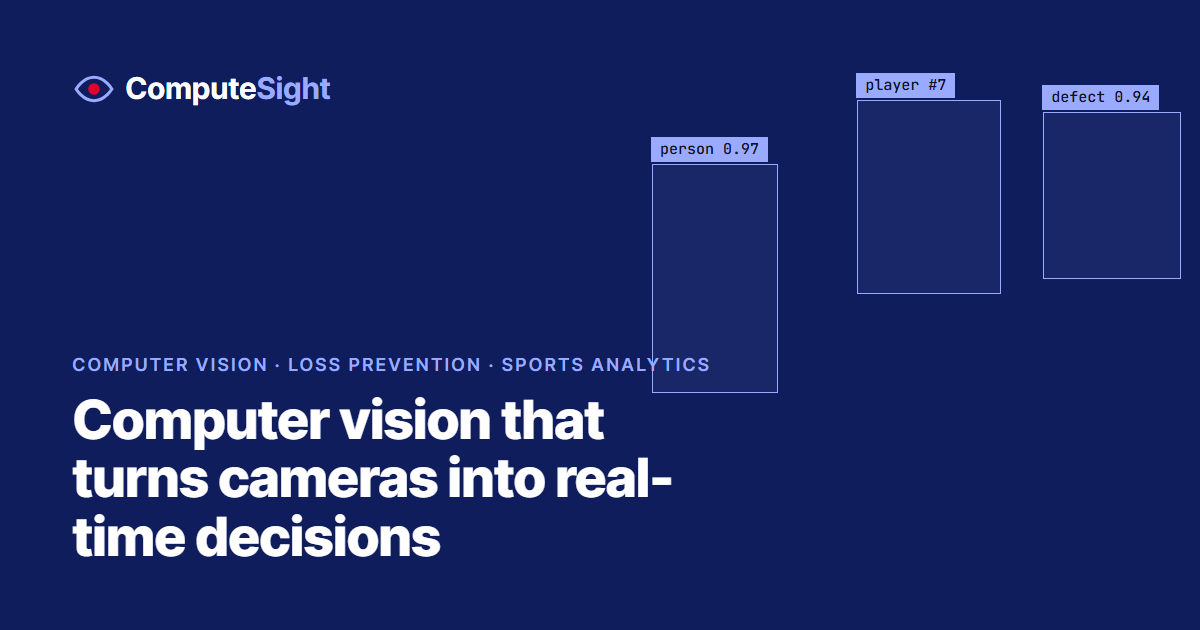 ComputeSight
player #7
defect 0.94
person 0.97
COMPUTER VISION · LOSS PREVENTION · SPORTS ANALYTICS
Computer vision that
turns cameras into real-
time decisions